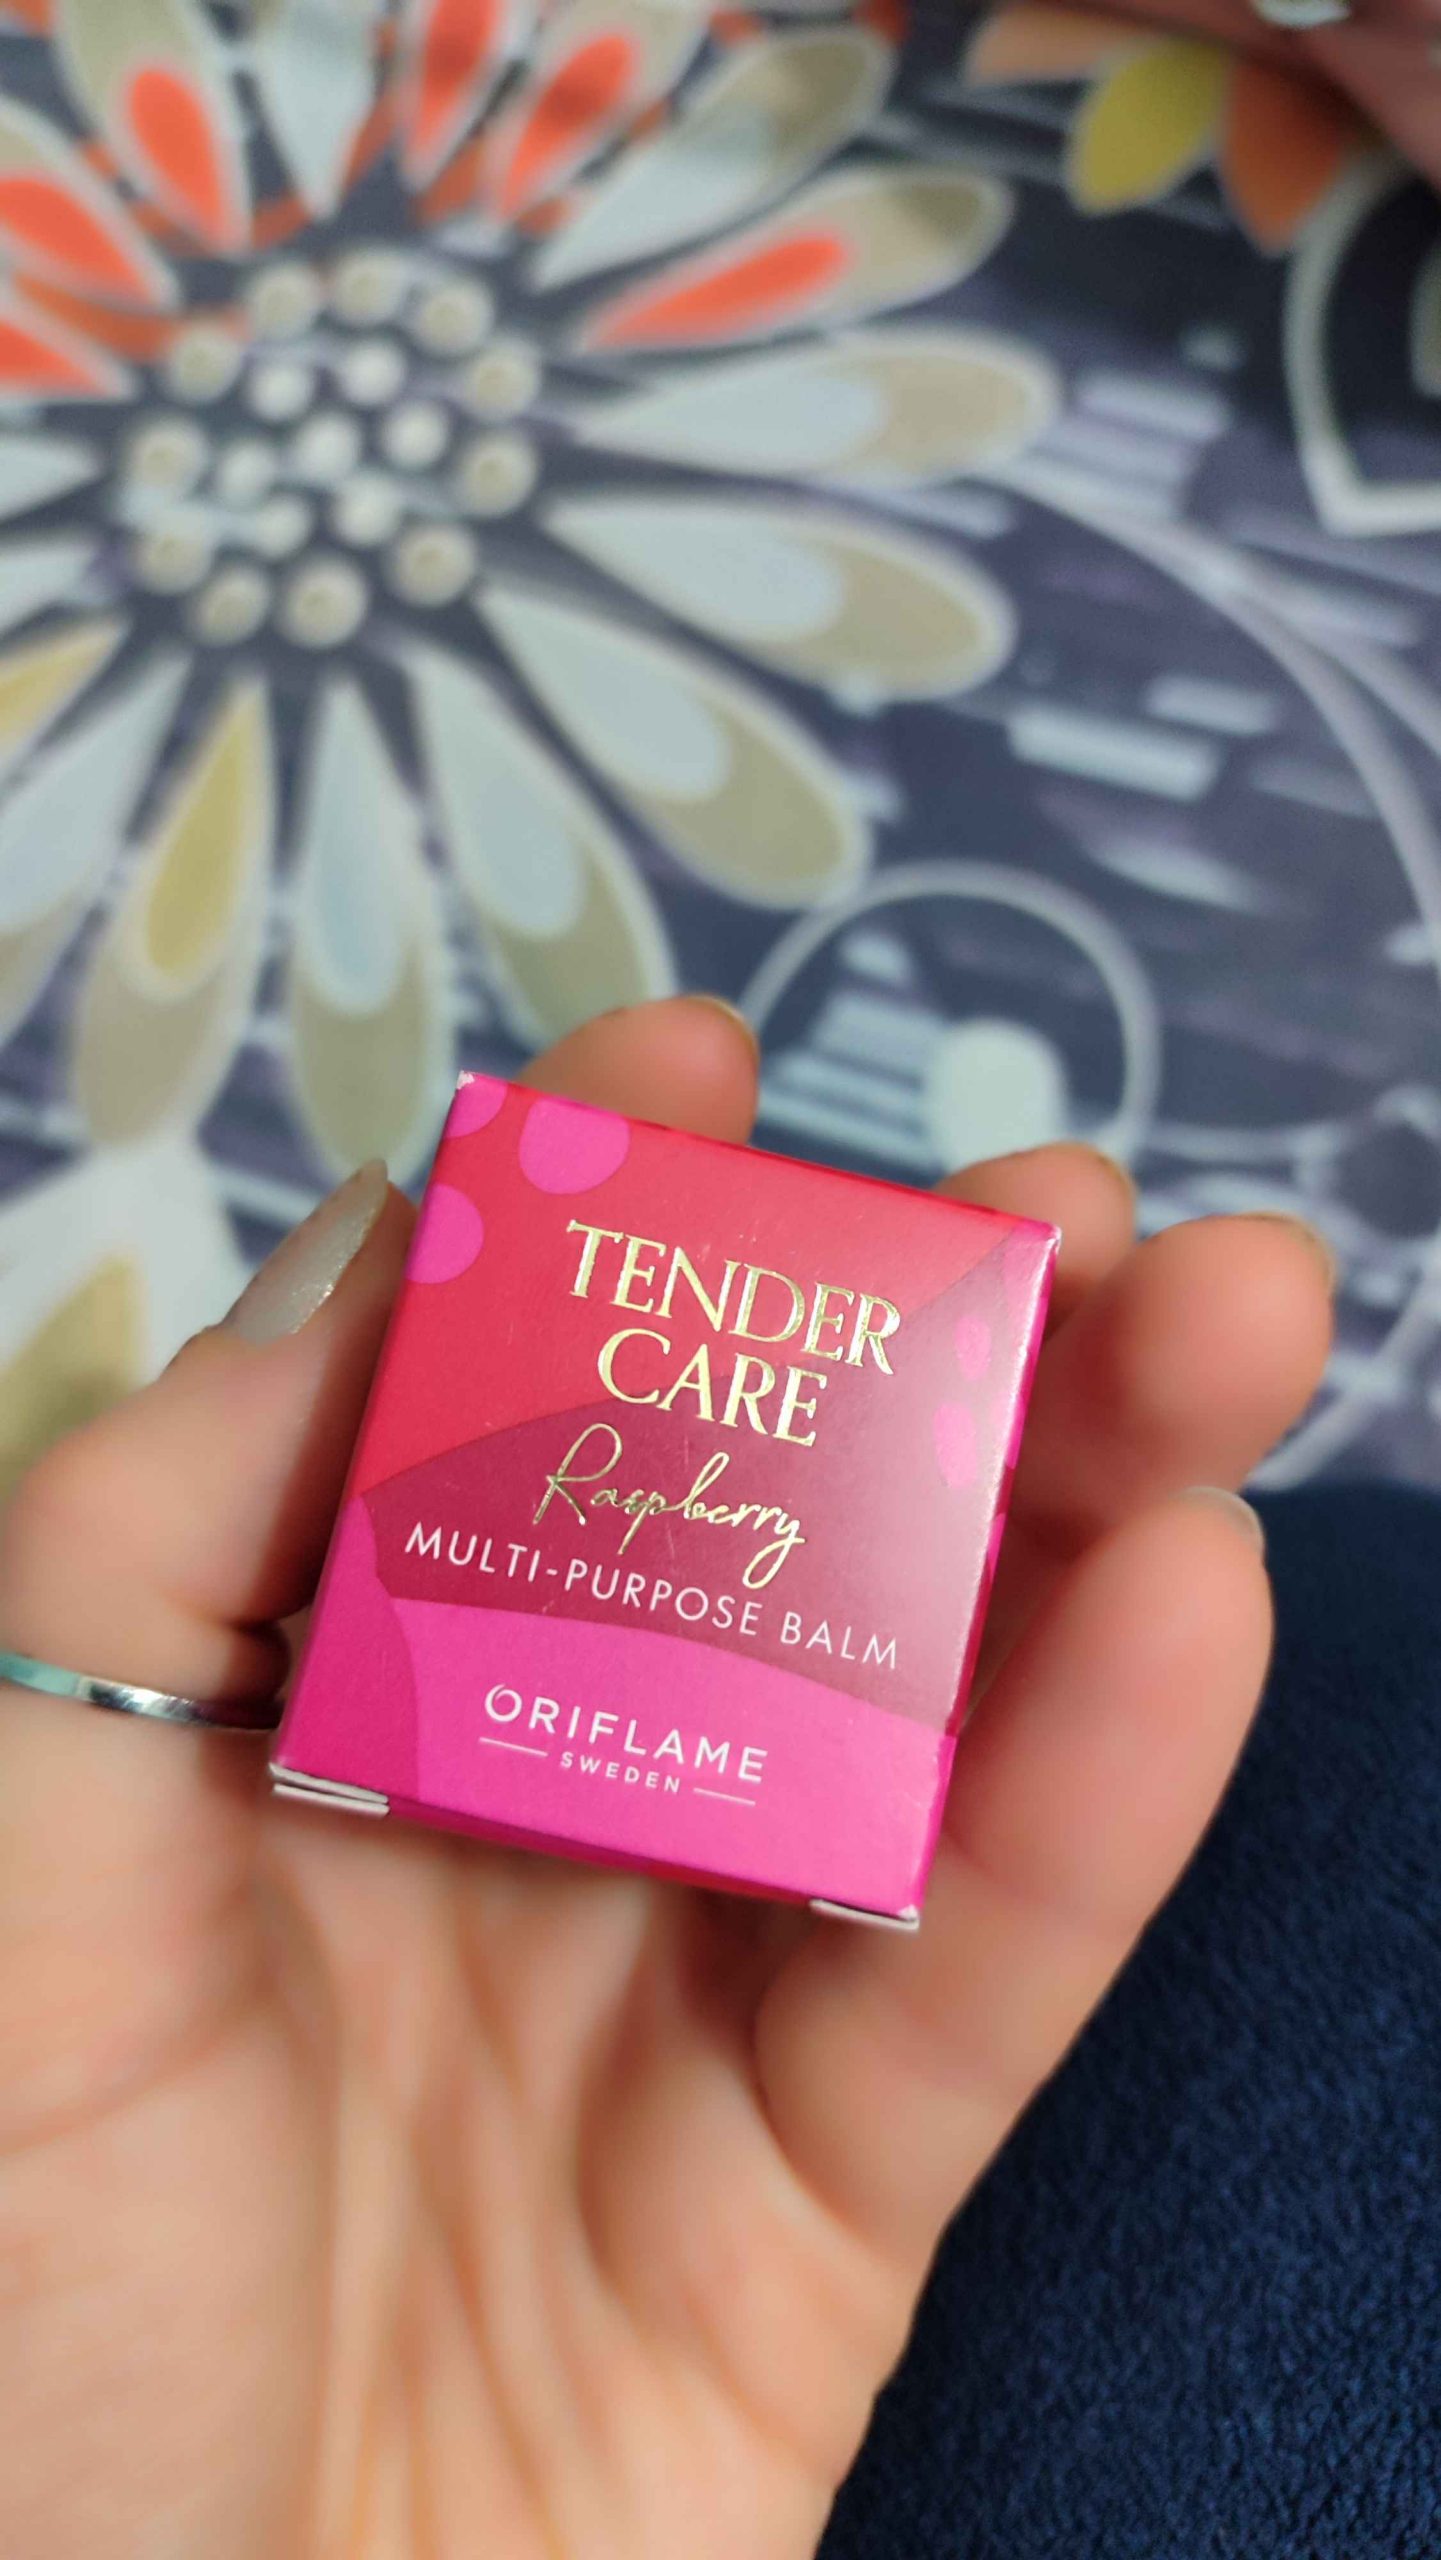 TENDER
CARE
Raspberry
MULTI-PURPOSE BALM
ORIFLAME
SWEDEN